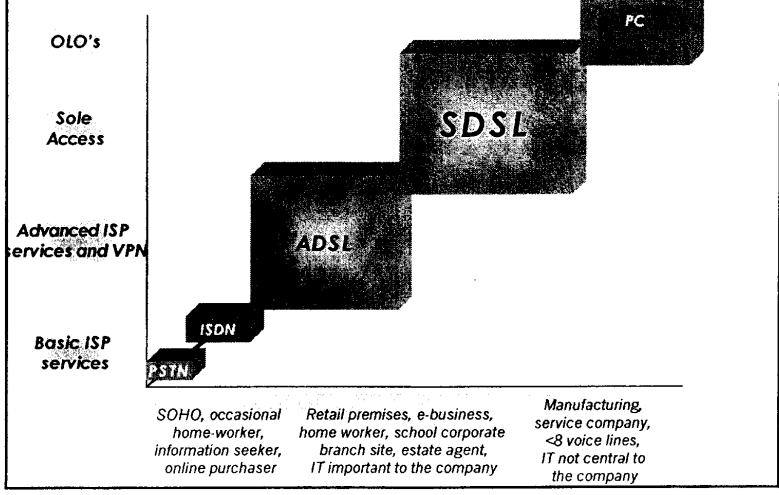 PC
OLO's
SDSL
Sole
Access
Advanced ISP
services and VPN
ADSL
ISDN
Basic ISP
services
PSTN
SOHO, occasional
home-worker,
information seeker,
online purchaser
Retail premises, e-business,
home worker, school corporate
branch site, estate agent,
IT important to the company
Manufacturing,
service company,
<8 voice lines,
IT not central to
the company